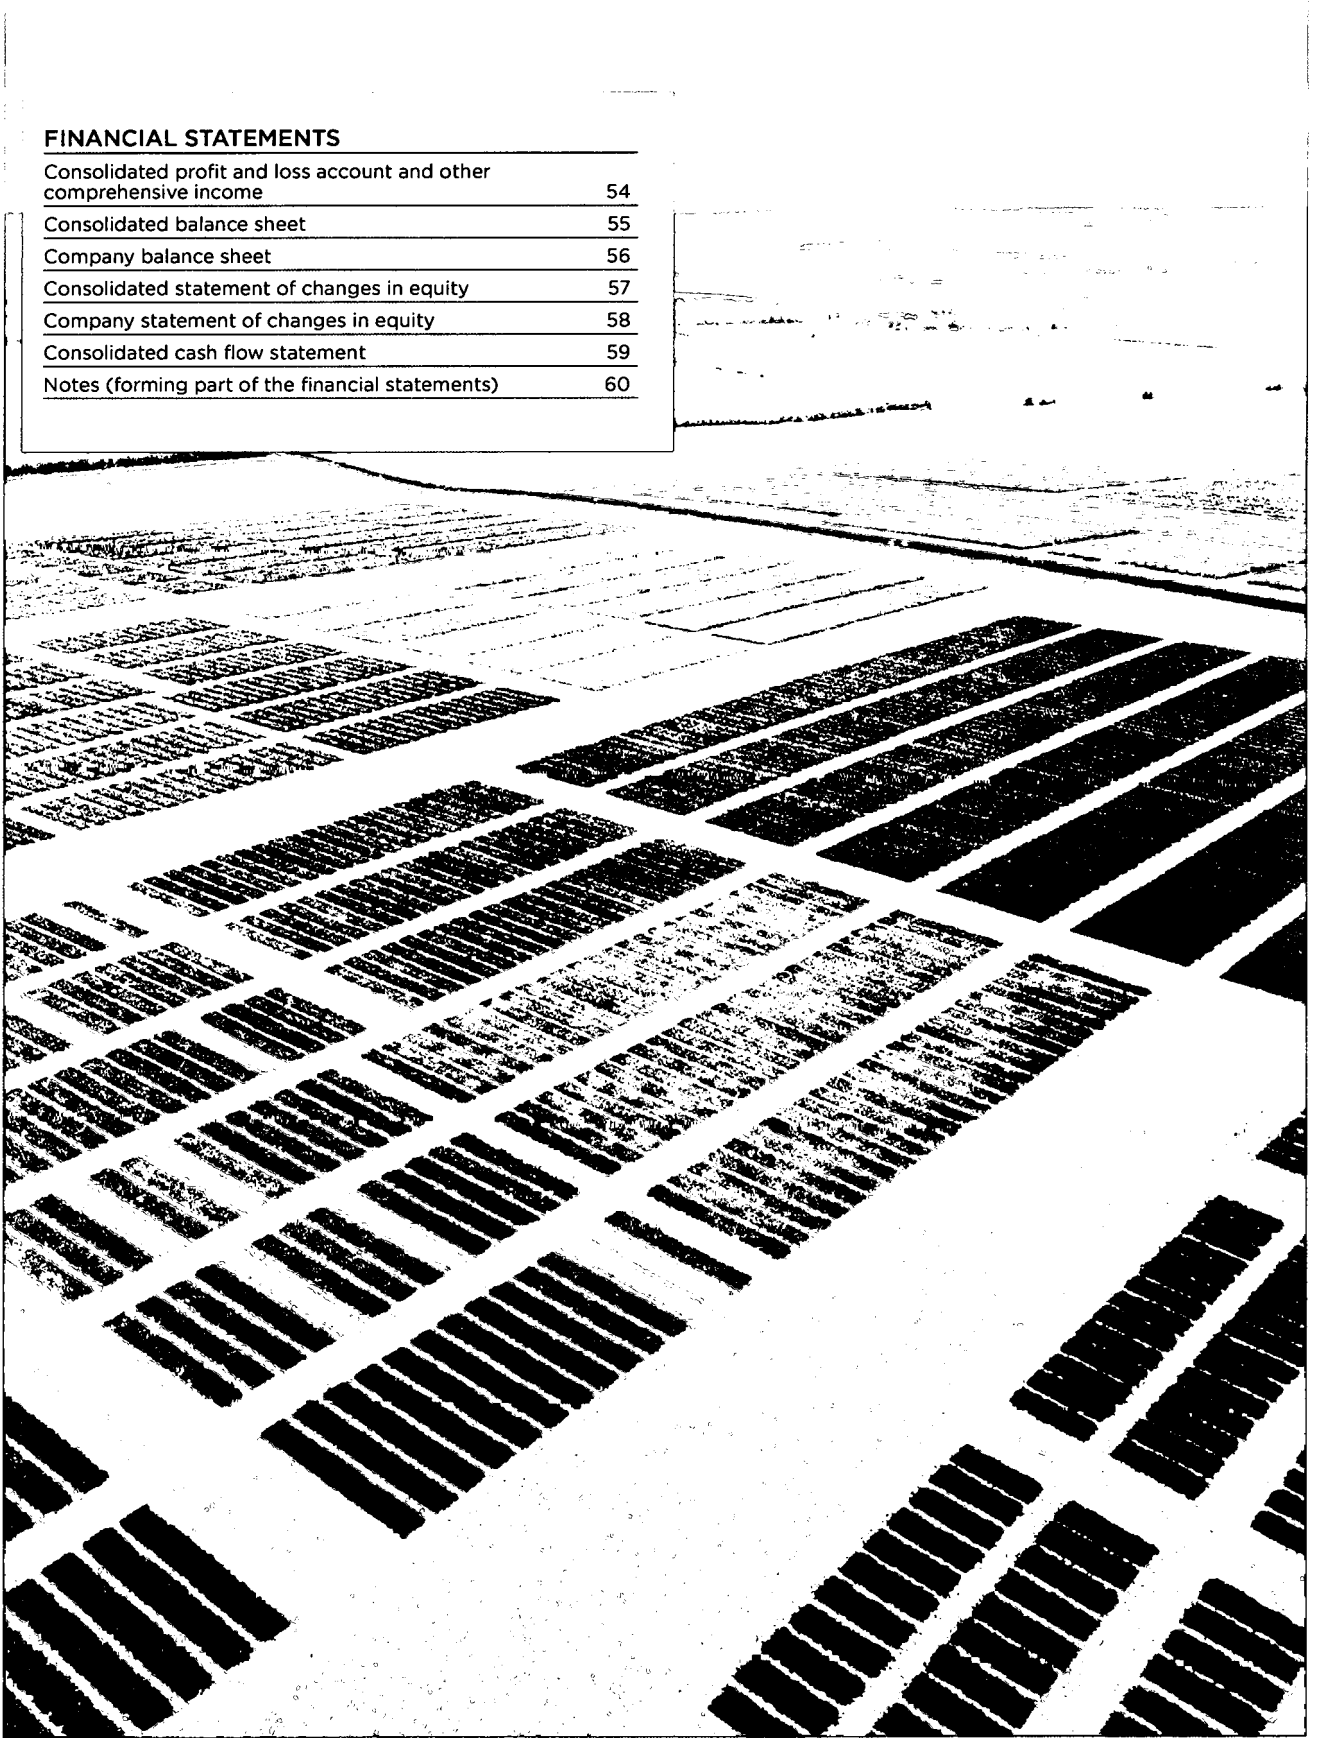 FINANCIAL STATEMENTS
Consolidated profit and loss account and other
comprehensive income 54
Consolidated balance sheet 55
Company balance sheet 56
Consolidated statement of changes in equity 57
Company statement of changes in equity 58
Consolidated cash flow statement 59
Notes (forming part of the financial statements) 60